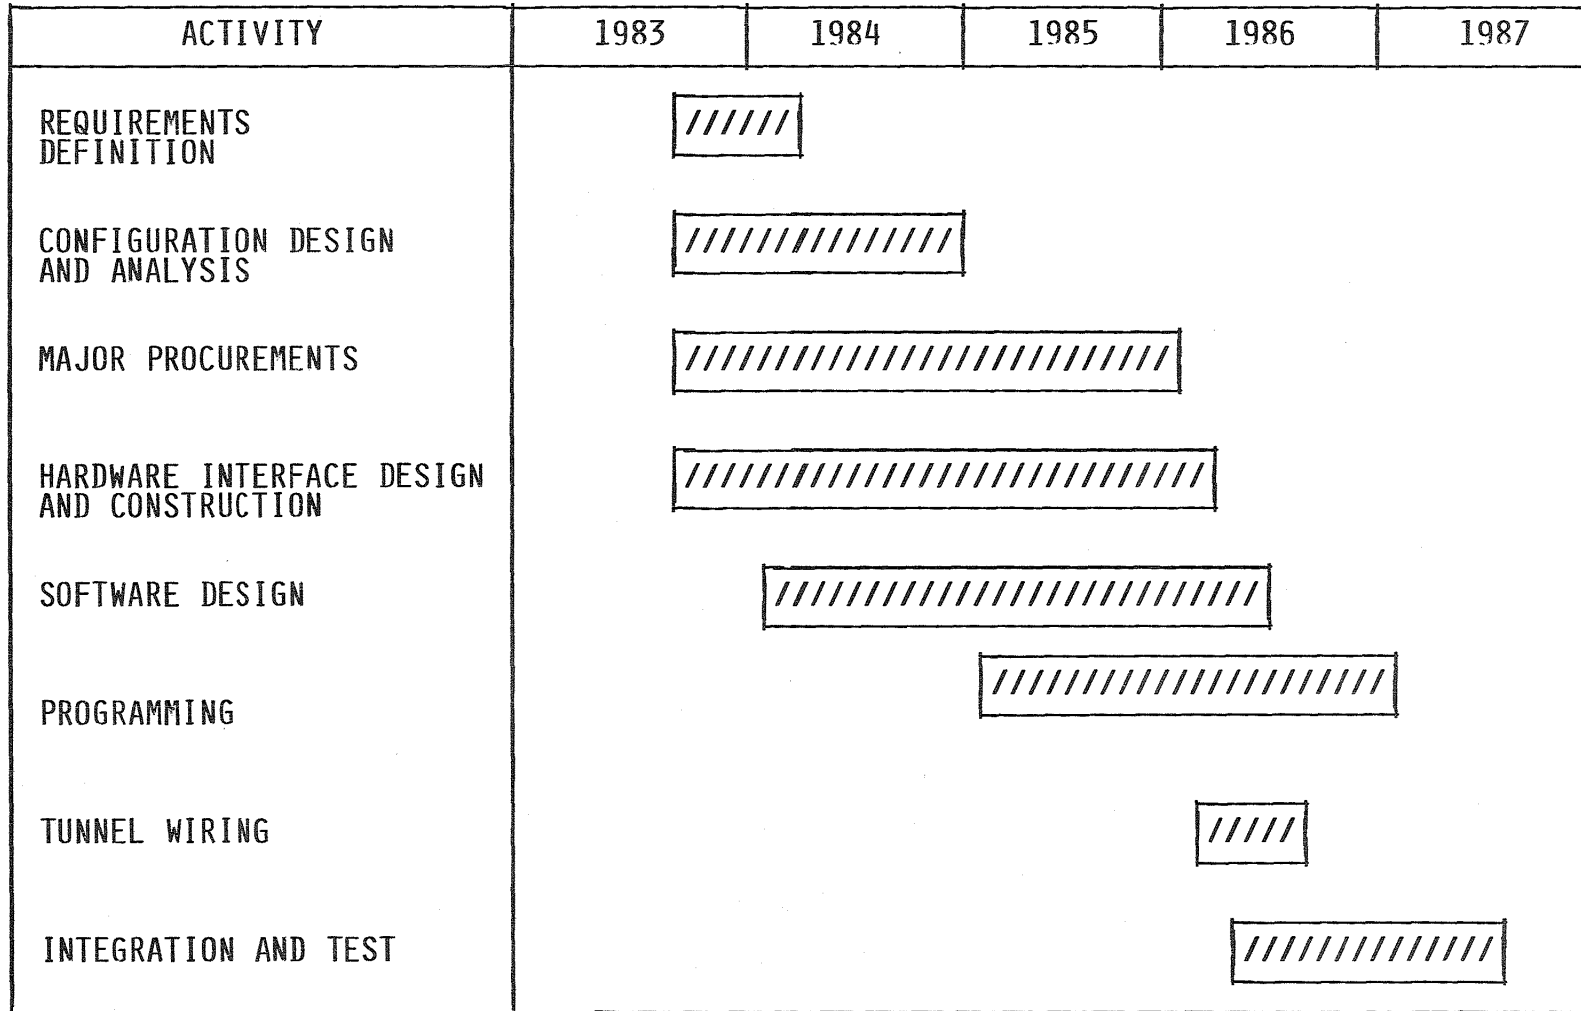 ACTIVITY 1983 1984 1985 1986 1987
REQUIREMENTS
DEFINITION
CONFIGURATION DESIGN
AND ANALYSIS
MAJOR PROCUREMENTS
HARDWARE INTERFACE DESIGN
AND CONSTRUCTION
SOFTWARE DESIGN
PROGRAMMING
TUNNEL WIRING
INTEGRATION AND TEST